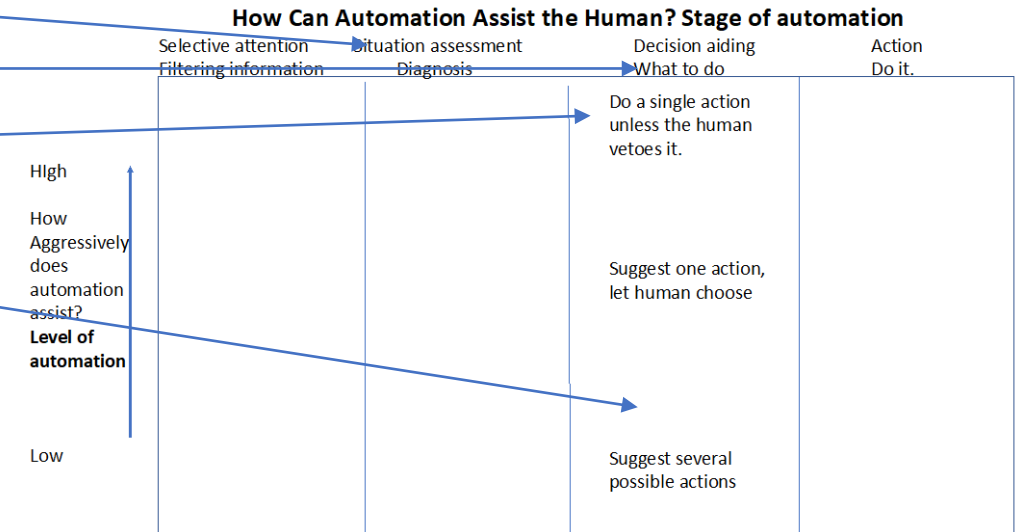 How Can Automation Assist the Human? Stage of automation
Selective attention Situation assessment Decision aiding Action
Filtering information Diagnosis What to do Do it.
Do a single action
unless the human
vetoes it.
HIgh
How
Aggressively
does
automation
assist?
Level of
automation
Suggest one action,
let human choose
Low
Suggest several
possible actions